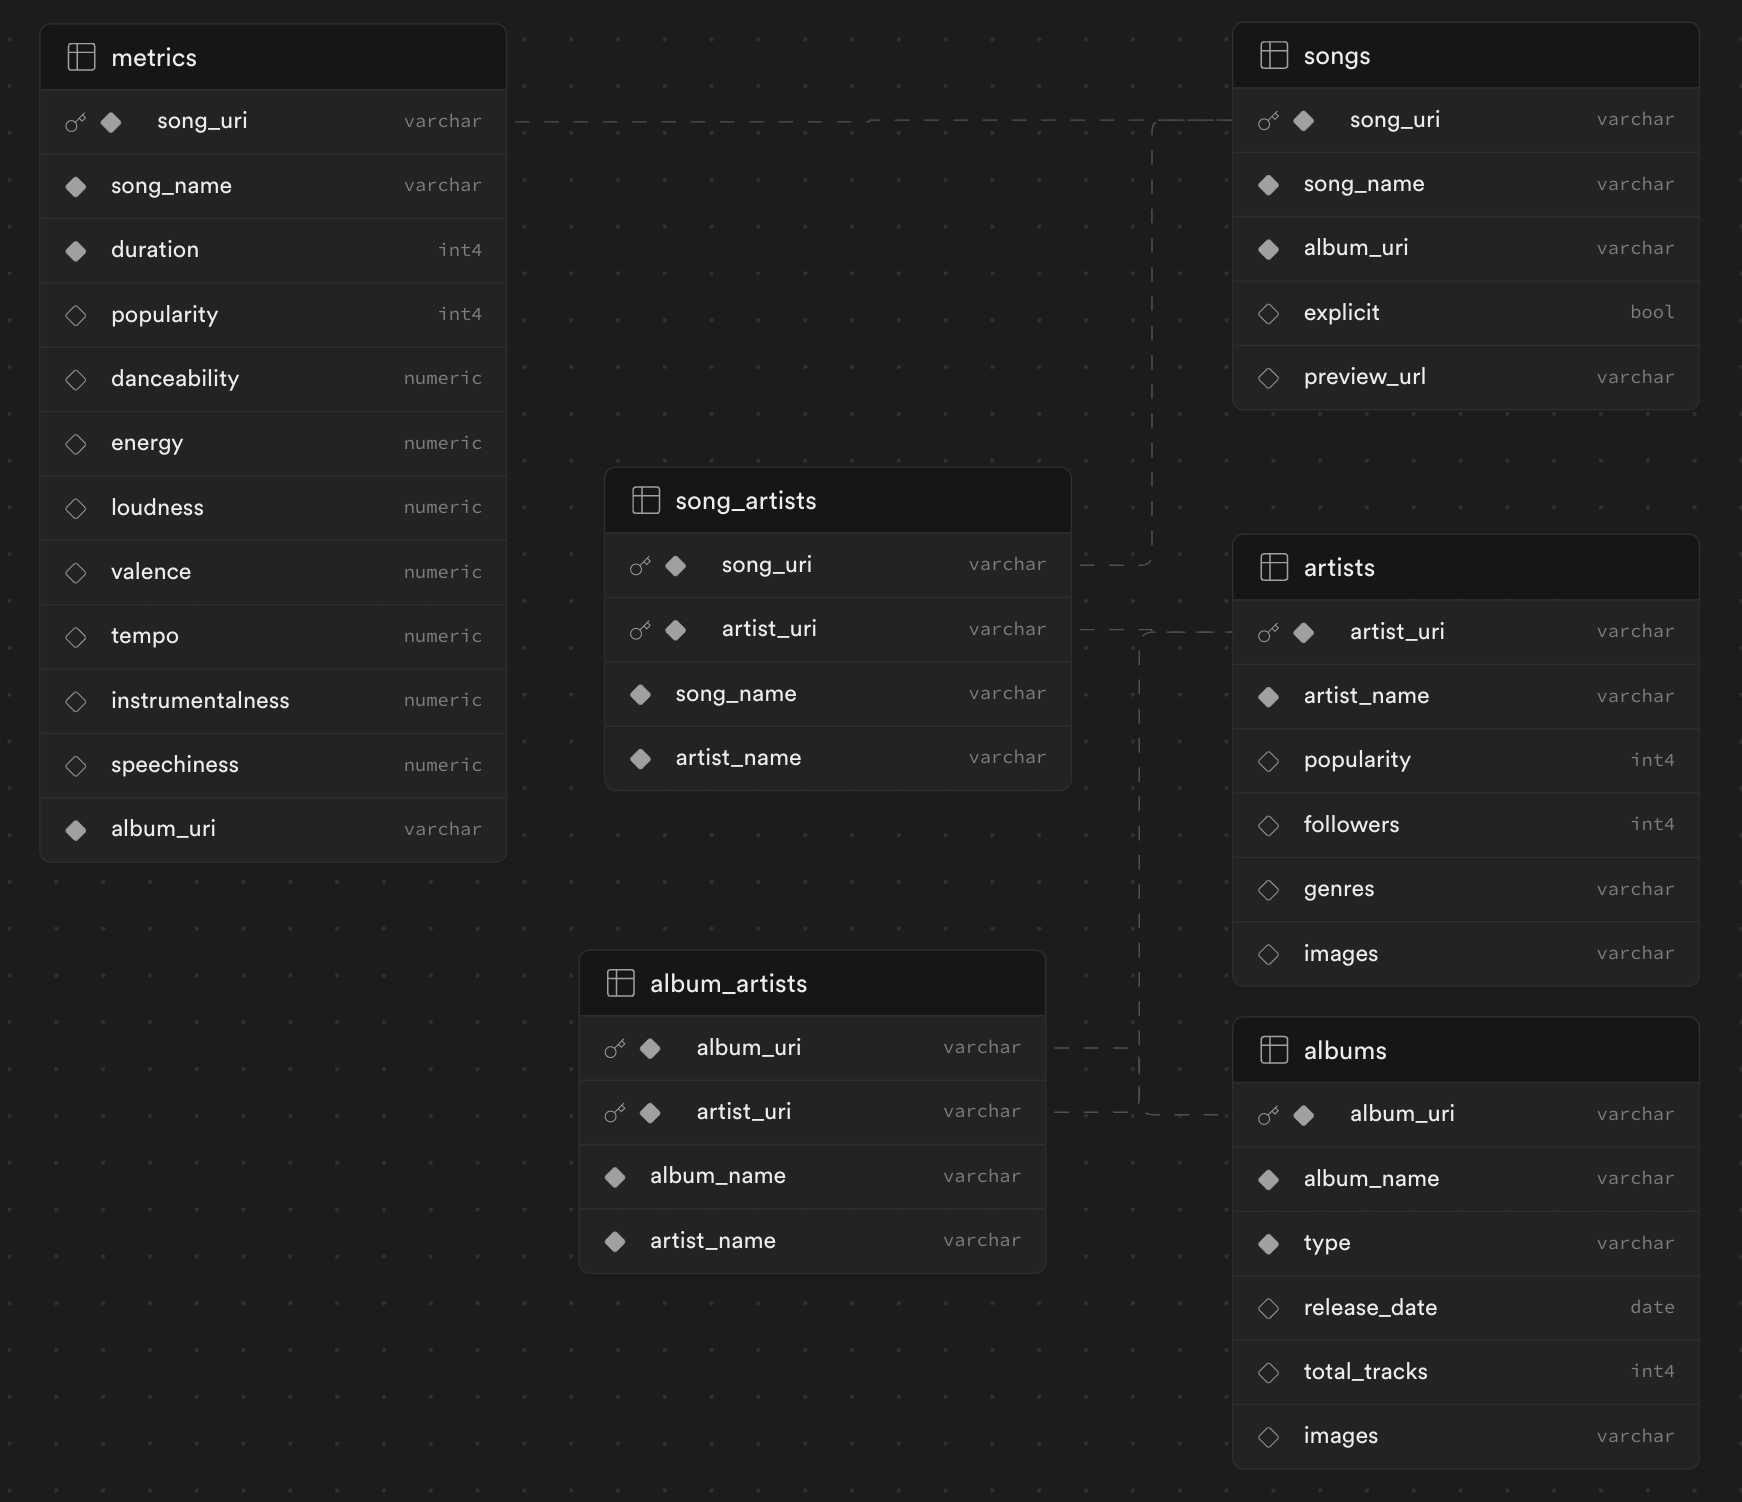 metrics
song_uri varchar
song_name varchar
duration int4
popularity int4
danceability numeric
energy numeric
loudness numeric
valence numeric
tempo numeric
instrumentalness numeric
speechiness numeric
album_uri varchar
song_artists
song_uri varchar
artist_uri varchar
song_name varchar
artist_name varchar
album_artists
album_uri varchar
artist_uri varchar
album_name varchar
artist_name varchar
songs
song_uri varchar
song_name varchar
album_uri varchar
explicit bool
preview_url varchar
artists
artist_uri varchar
artist_name varchar
popularity int4
followers int4
genres varchar
images varchar
albums
album_uri varchar
album_name varchar
type varchar
release_date date
total_tracks int4
images varchar